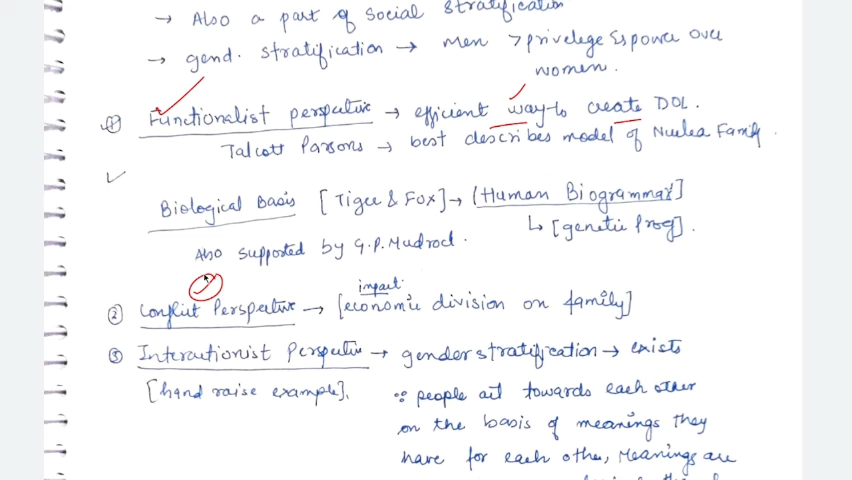 → Also a part of Social Stratification
→ gend. stratification → men > privelege & power over
women.
① Functionalist perspective → efficient way to create DOL.
Talcott Parsons → best describes model of Nuclea Family
Biological Basis [Tiger & Fox] → (Human Biogrammar]
↳ [genetic Prog].
Also supported by G.P. Mudrock.
impact
② Conflict Perspective → [economic division on family]
③ Interactionist Perspective → gender stratification → exists
[hand raise example].
∵ people act towards each other
on the basis of meanings they
have for each other, Meanings are